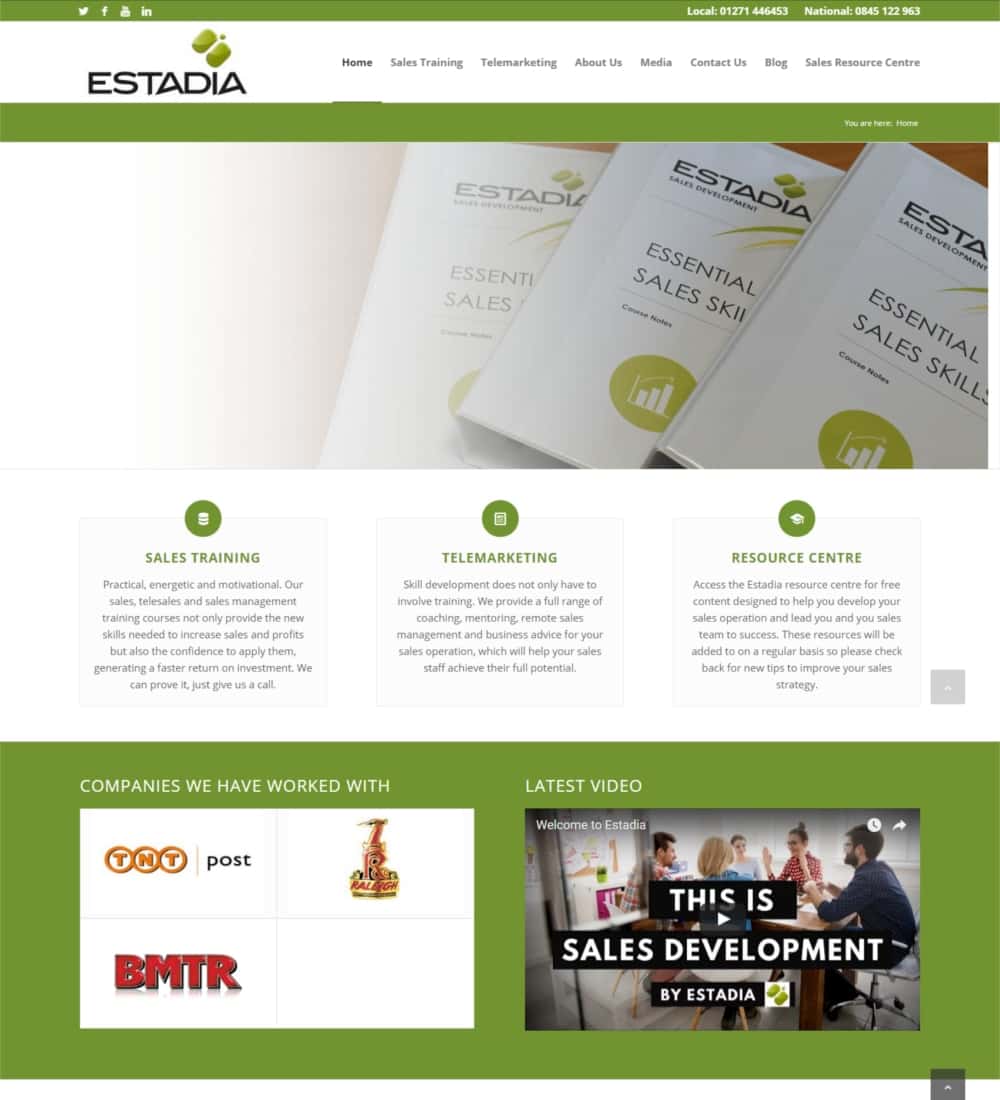 Local: 01271 446453 National: 0845 122 963
ESTADIA
Home Sales Training Telemarketing About Us Media Contact Us Blog Sales Resource Centre
You are here: Home
ESTADIA
SALES DEVELOPMENT
ESSENTI
SALES
Course Notes
ESTADIA
SALES DEVELOPMENT
ESSENTIAL
SALES SKIL
Course Notes
ESTA
SALES DEVELOPMENT
ESSENTIAL
SALES SKILLS
Course Notes
SALES TRAINING
Practical, energetic and motivational. Our
sales, telesales and sales management
training courses not only provide the new
skills needed to increase sales and profits
but also the confidence to apply them,
generating a faster return on investment. We
can prove it, just give us a call.
TELEMARKETING
Skill development does not only have to
involve training. We provide a full range of
coaching, mentoring, remote sales
management and business advice for your
sales operation, which will help your sales
staff achieve their full potential.
RESOURCE CENTRE
Access the Estadia resource centre for free
content designed to help you develop your
sales operation and lead you and you sales
team to success. These resources will be
added to on a regular basis so please check
back for new tips to improve your sales
strategy.
COMPANIES WE HAVE WORKED WITH
TNT post
RALEIGH
BMTR
LATEST VIDEO
Welcome to Estadia
THIS IS
SALES DEVELOPMENT
BY ESTADIA